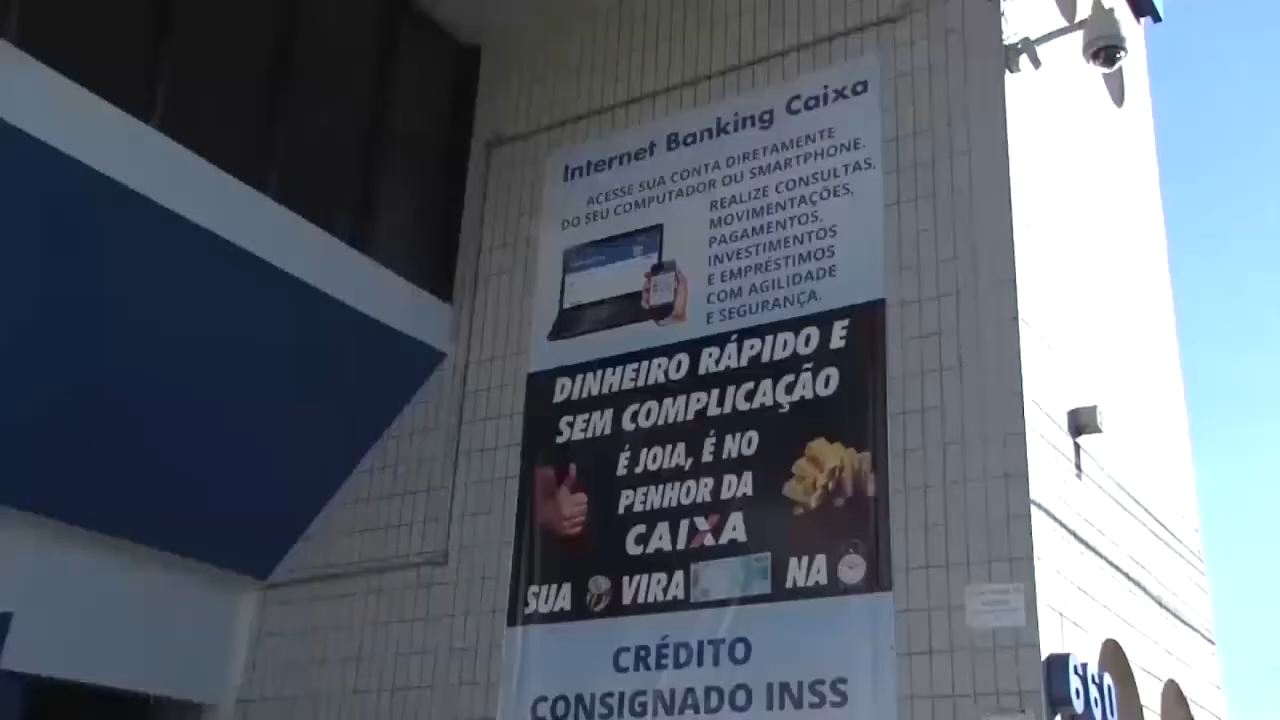 Internet Banking Caixa
ACESSE SUA CONTA DIRETAMENTE
DO SEU COMPUTADOR OU SMARTPHONE.
REALIZE CONSULTAS,
MOVIMENTAÇÕES,
PAGAMENTOS,
INVESTIMENTOS
E EMPRÉSTIMOS
COM AGILIDADE
E SEGURANÇA.
DINHEIRO RÁPIDO E
SEM COMPLICAÇÃO
É JOIA, É NO
PENHOR DA
CAIXA
SUA VIRA NA
CRÉDITO
CONSIGNADO INSS
660